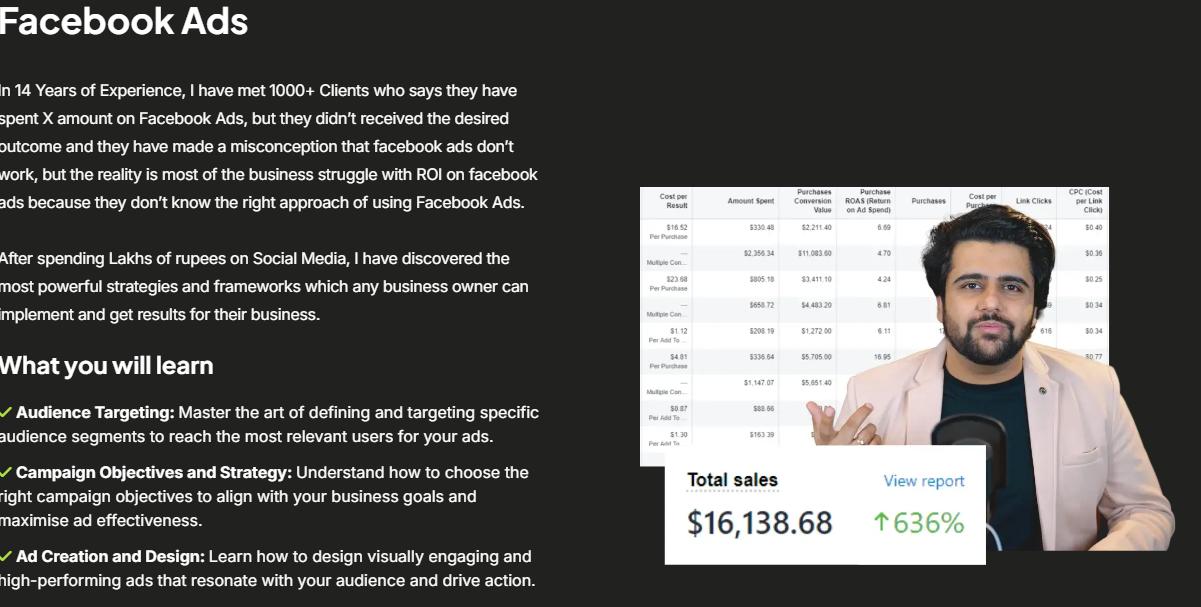 Facebook Ads
In 14 Years of Experience, I have met 1000+ Clients who says they have
spent X amount on Facebook Ads, but they didn't received the desired
outcome and they have made a misconception that facebook ads don't
work, but the reality is most of the business struggle with ROI on facebook
ads because they don't know the right approach of using Facebook Ads.
After spending Lakhs of rupees on Social Media, I have discovered the
most powerful strategies and frameworks which any business owner can
implement and get results for their business.
What you will learn
✓ Audience Targeting: Master the art of defining and targeting specific
audience segments to reach the most relevant users for your ads.
✓ Campaign Objectives and Strategy: Understand how to choose the
right campaign objectives to align with your business goals and
maximise ad effectiveness.
✓ Ad Creation and Design: Learn how to design visually engaging and
high-performing ads that resonate with your audience and drive action.
Cost per Result Amount Spent Purchases Conversion Value Purchase ROAS (Return on Ad Spend) Purchases Cost per Link Clicks CPC (Cost per Link Click)
$16.52 $330.48 $2,211.40 6.69 $0.40
Per Purchase
— $2,356.34 $11,083.60 4.70 $0.36
Multiple Con...
$23.68 $805.18 $3,411.10 4.24 $0.25
Per Purchase
— $658.72 $4,483.20 6.81 $0.34
Multiple Con...
$1.12 $208.19 $1,272.00 6.11 616 $0.34
Per Add To ...
$4.81 $336.64 $5,705.00 16.95 $0.77
Per Purchase
— $1,147.07 $5,651.40
Multiple Con...
$0.87 $88.66
Per Add To ...
$1.30 $163.39
Per Add To ...
Total sales View report
$16,138.68 ↑636%